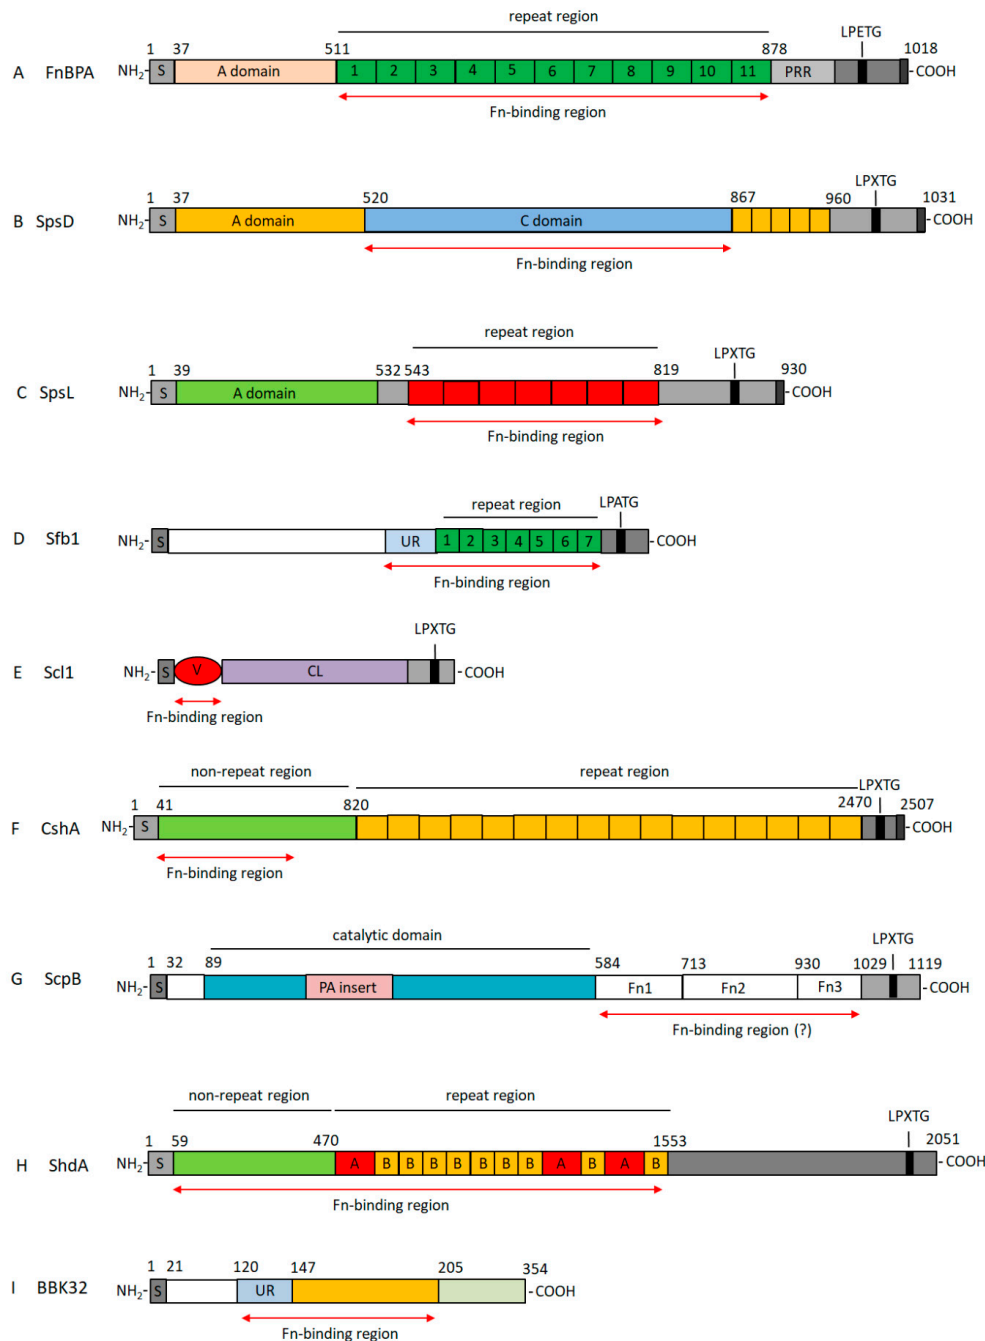 repeat region
1 37 511 878 LPETG 1018
A FnBPA NH2- S A domain 1 2 3 4 5 6 7 8 9 10 11 PRR -COOH
Fn-binding region
1 37 520 867 960 LPXTG 1031
B SpsD NH2- S A domain C domain -COOH
Fn-binding region
repeat region
1 39 532 543 819 LPXTG 930
C SpsL NH2- S A domain -COOH
Fn-binding region
repeat region LPATG
D Sfb1 NH2- S UR 1 2 3 4 5 6 7 -COOH
Fn-binding region
LPXTG
E Scl1 NH2- S V CL -COOH
Fn-binding region
non-repeat region repeat region
1 41 820 2470 LPXTG 2507
F CshA NH2- S -COOH
Fn-binding region
catalytic domain
1 32 89 584 713 930 1029 LPXTG 1119
G ScpB NH2- S PA insert Fn1 Fn2 Fn3 -COOH
Fn-binding region (?)
non-repeat region repeat region
1 59 470 1553 LPXTG 2051
H ShdA NH2- S A B B B B B B B A B A B -COOH
Fn-binding region
1 21 120 147 205 354
I BBK32 NH2- S UR -COOH
Fn-binding region